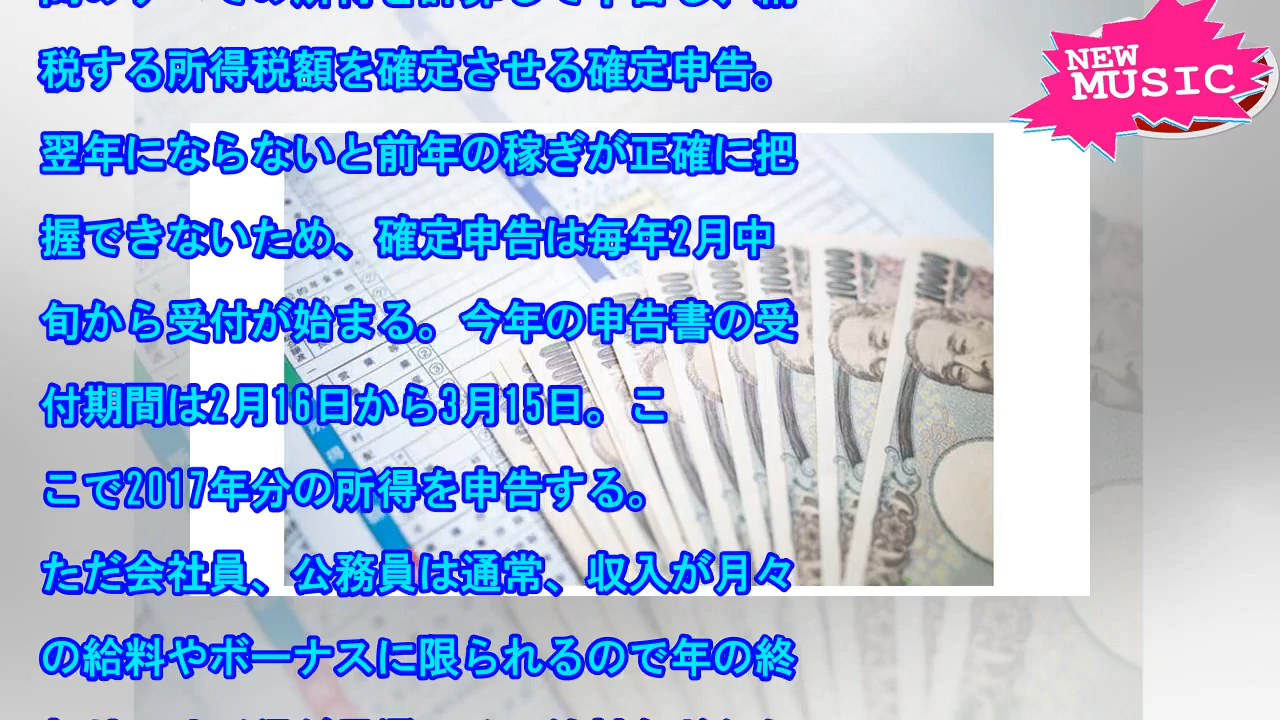 税する所得税額を確定させる確定申告。
翌年にならないと前年の稼ぎが正確に把
握できないため、確定申告は毎年2月中
旬から受付が始まる。今年の申告書の受
付期間は2月16日から3月15日。こ
こで2017年分の所得を申告する。
ただ会社員、公務員は通常、収入が月々
の給料やボーナスに限られるので年の終
NEW
MUSIC